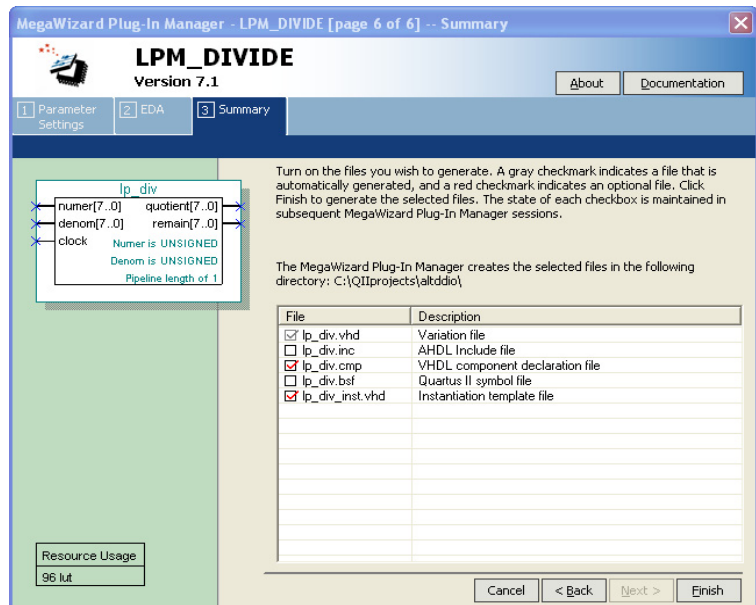 MegaWizard Plug-In Manager - LPM_DIVIDE [page 6 of 6] -- Summary
LPM_DIVIDE
Version 7.1
About
Documentation
1 Parameter Settings
2 EDA
3 Summary
lp_div
numer[7..0] quotient[7..0]
denom[7..0] remain[7..0]
clock Numer is UNSIGNED
Denom is UNSIGNED
Pipeline length of 1
Resource Usage
96 lut
Turn on the files you wish to generate. A gray checkmark indicates a file that is
automatically generated, and a red checkmark indicates an optional file. Click
Finish to generate the selected files. The state of each checkbox is maintained in
subsequent MegaWizard Plug-In Manager sessions.
The MegaWizard Plug-In Manager creates the selected files in the following
directory: C:\QIIprojects\altddio\
File Description
lp_div.vhd Variation file
lp_div.inc AHDL Include file
lp_div.cmp VHDL component declaration file
lp_div.bsf Quartus II symbol file
lp_div_inst.vhd Instantiation template file
Cancel < Back Next > Finish